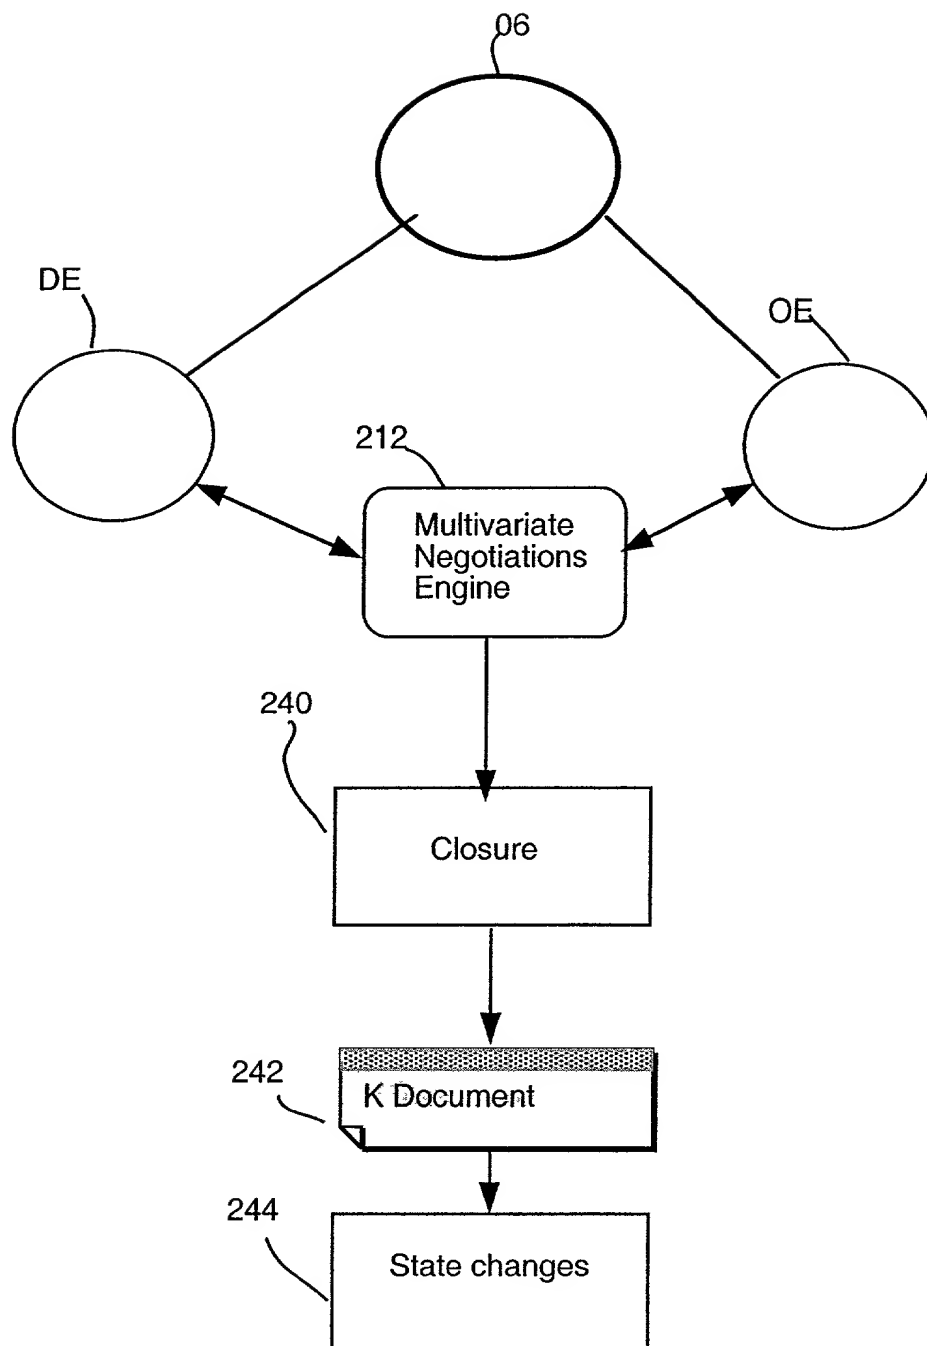 06
DE
OE
212
Multivariate
Negotiations
Engine
240
Closure
242
K Document
244
State changes